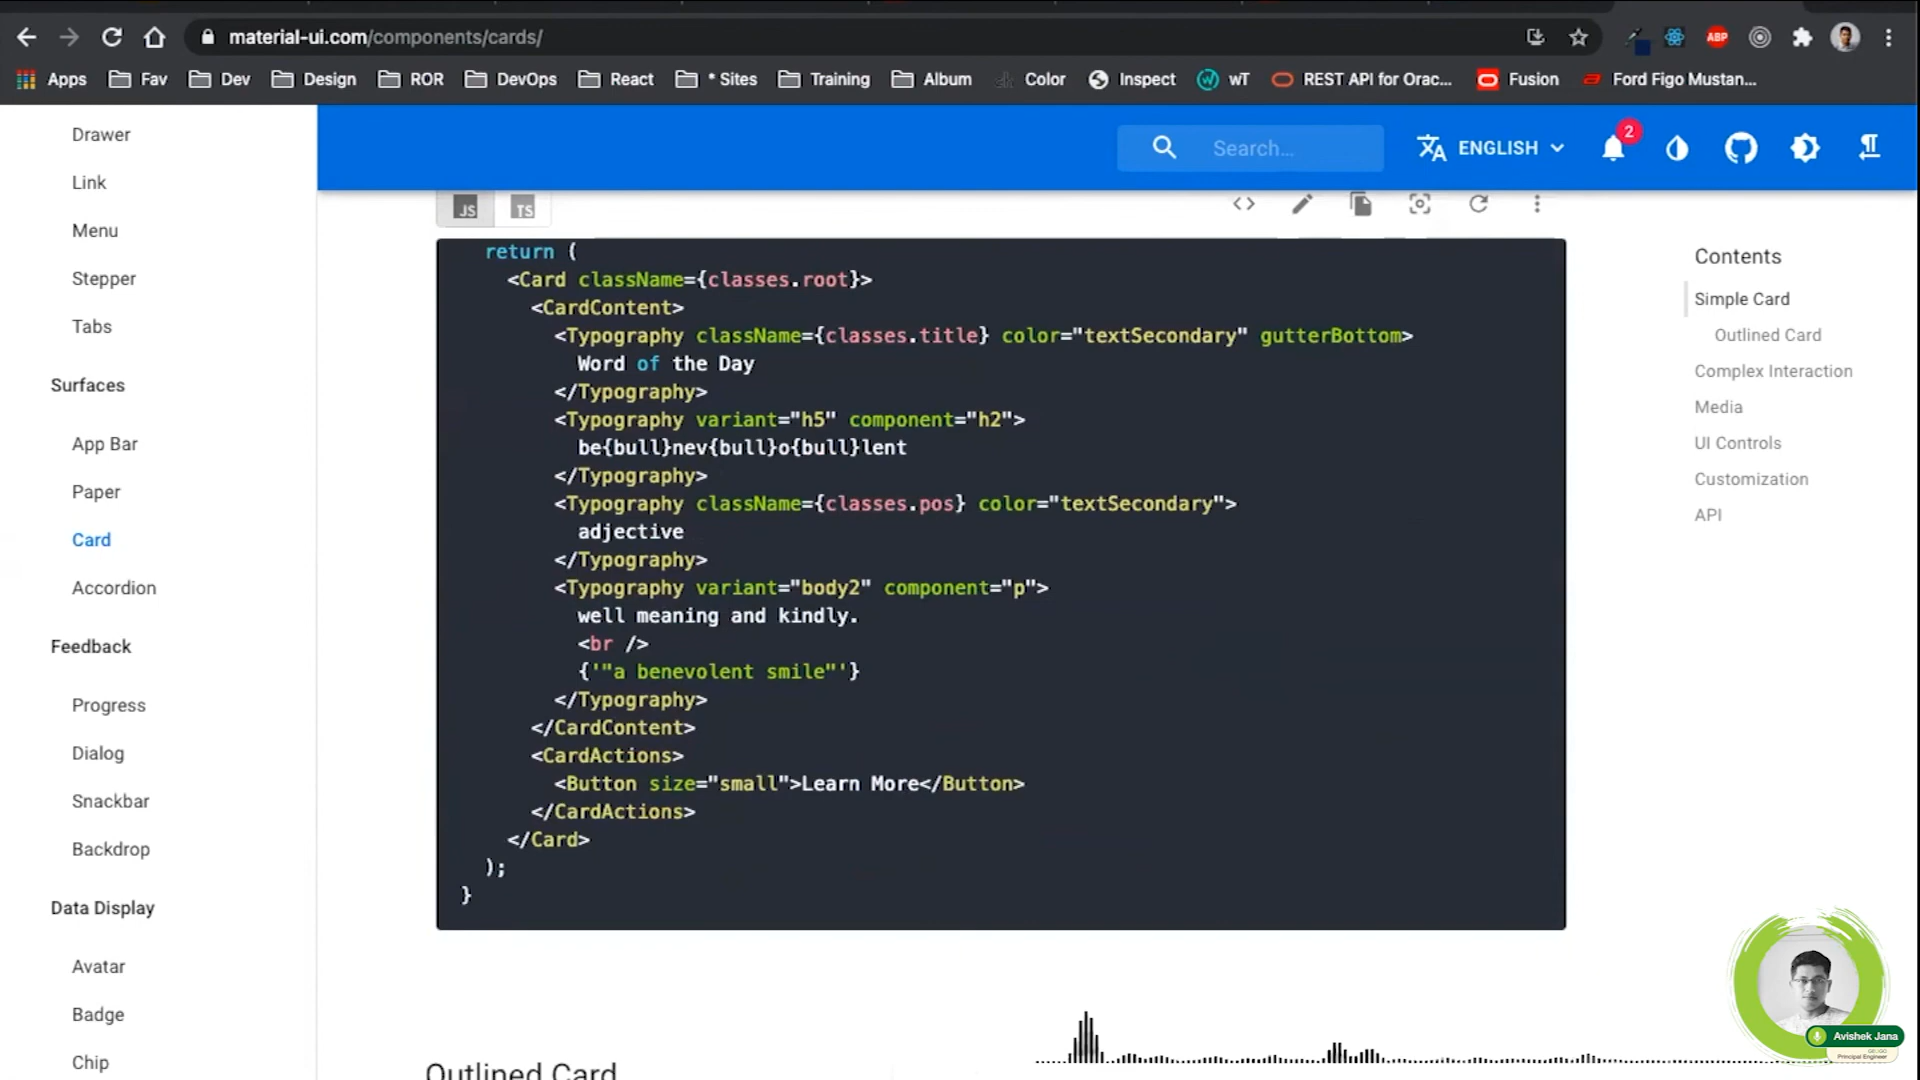 material-ui.com/components/cards/
ABP
Apps Fav Dev Design ROR DevOps React * Sites Training Album Color Inspect wT REST API for Orac... Fusion Ford Figo Mustan...
Search...
ENGLISH
2
JS
TS
Drawer
Link
Menu
Stepper
Tabs
Surfaces
App Bar
Paper
Card
Accordion
Feedback
Progress
Dialog
Snackbar
Backdrop
Data Display
Avatar
Badge
Chip
return (
<Card className={classes.root}>
<CardContent>
<Typography className={classes.title} color="textSecondary" gutterBottom>
Word of the Day
</Typography>
<Typography variant="h5" component="h2">
be{bull}nev{bull}o{bull}lent
</Typography>
<Typography className={classes.pos} color="textSecondary">
adjective
</Typography>
<Typography variant="body2" component="p">
well meaning and kindly.
<br />
{'"a benevolent smile"'}
</Typography>
</CardContent>
<CardActions>
<Button size="small">Learn More</Button>
</CardActions>
</Card>
);
}
Outlined Card
Contents
Simple Card
Outlined Card
Complex Interaction
Media
UI Controls
Customization
API
Avishek Jana
Principal Engineer